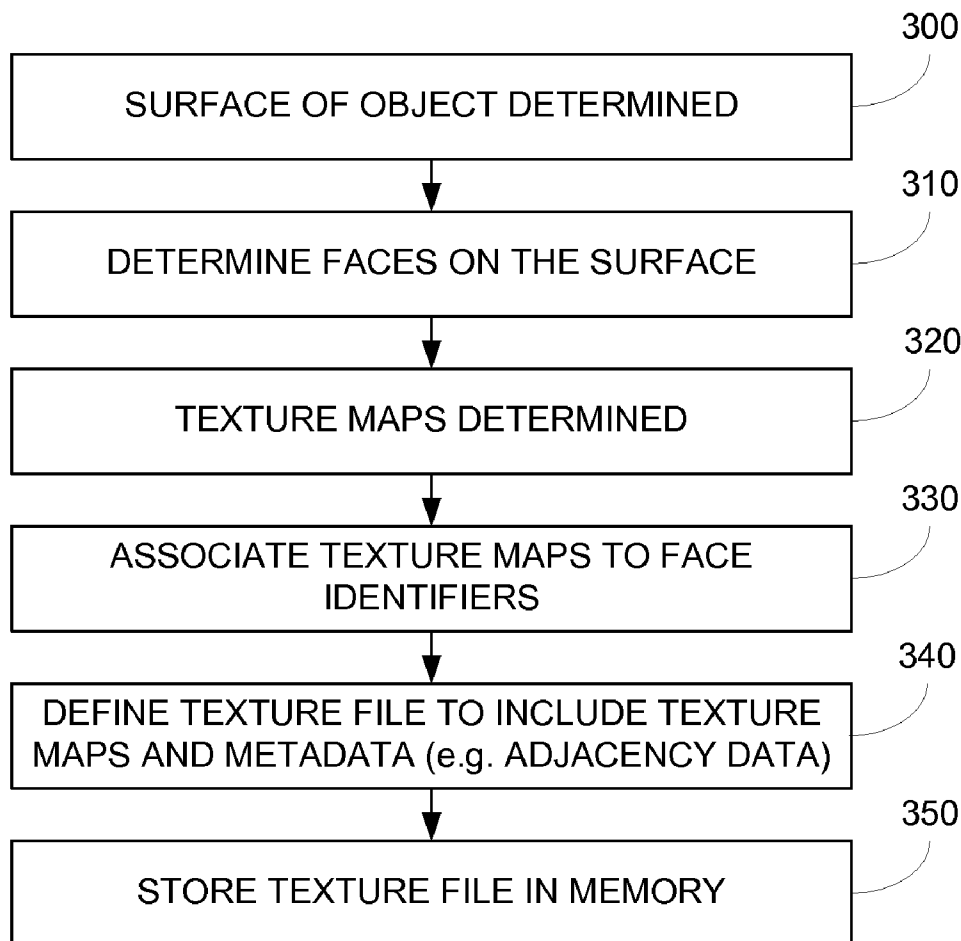 300
SURFACE OF OBJECT DETERMINED
310
DETERMINE FACES ON THE SURFACE
320
TEXTURE MAPS DETERMINED
330
ASSOCIATE TEXTURE MAPS TO FACE
IDENTIFIERS
340
DEFINE TEXTURE FILE TO INCLUDE TEXTURE
MAPS AND METADATA (e.g. ADJACENCY DATA)
350
STORE TEXTURE FILE IN MEMORY